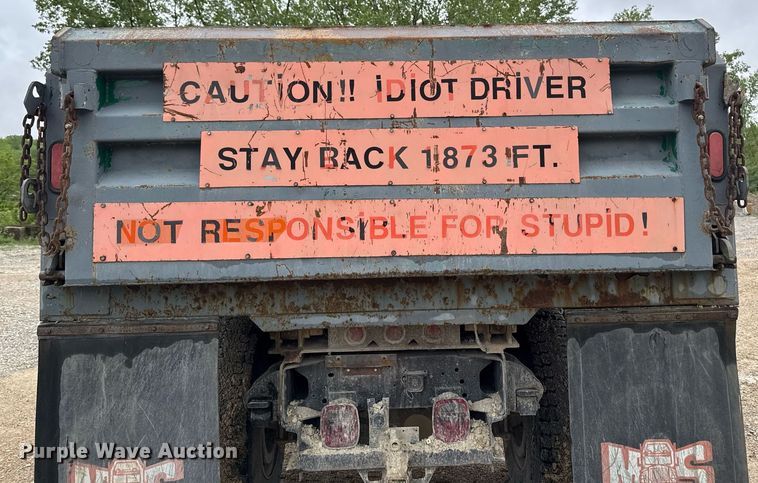 CAUTION!! IDIOT DRIVER
STAY BACK 1873 FT.
NOT RESPONSIBLE FOR STUPID!
Purple Wave Auction